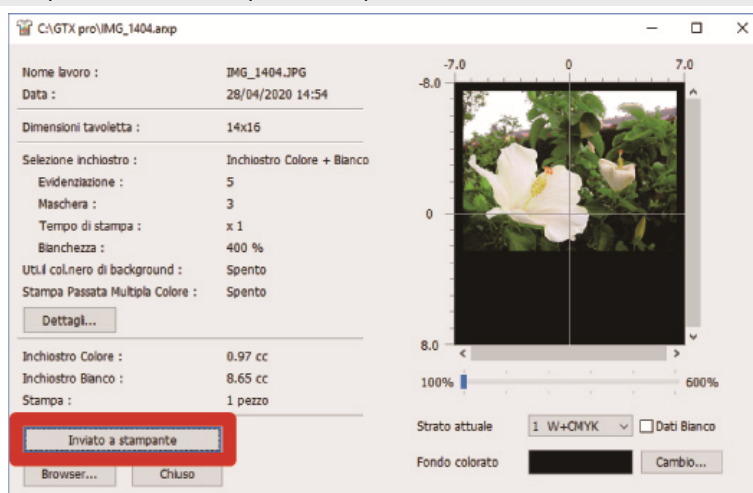 C:\GTX pro\IMG_1404.arxp
Nome lavoro : IMG_1404.JPG
Data : 28/04/2020 14:54
Dimensioni tavoletta : 14x16
Selezione inchiostro : Inchiostro Colore + Bianco
Evidenziazione : 5
Maschera : 3
Tempo di stampa : x 1
Bianchezza : 400 %
Uti.il col.nero di background : Spento
Stampa Passata Multipla Colore : Spento
Dettagli...
Inchiostro Colore : 0.97 cc
Inchiostro Bianco : 8.65 cc
Stampa : 1 pezzo
Inviato a stampante
Browser... Chiuso
-7.0 0 7.0
-8.0
0
8.0
100% 600%
Strato attuale 1 W+CMYK Dati Bianco
Fondo colorato Cambio...